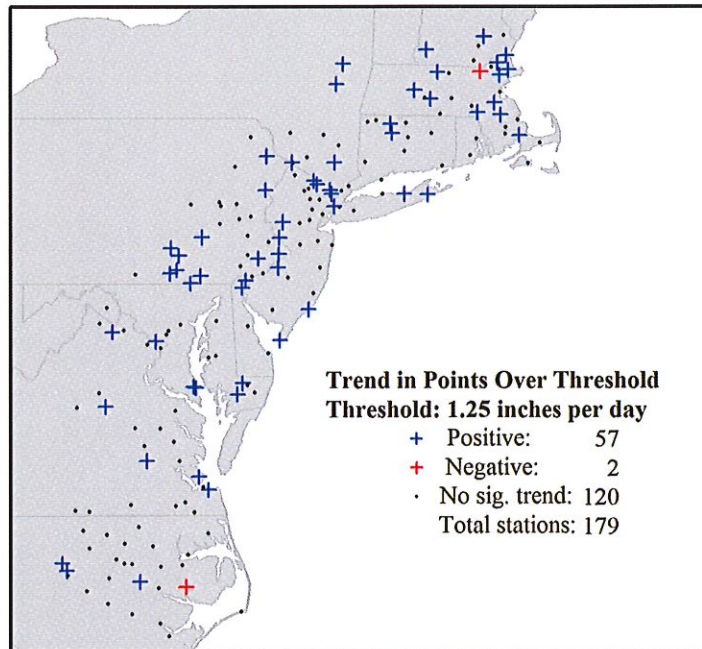 Trend in Points Over Threshold
Threshold: 1.25 inches per day
+ Positive: 57
+ Negative: 2
· No sig. trend: 120
Total stations: 179